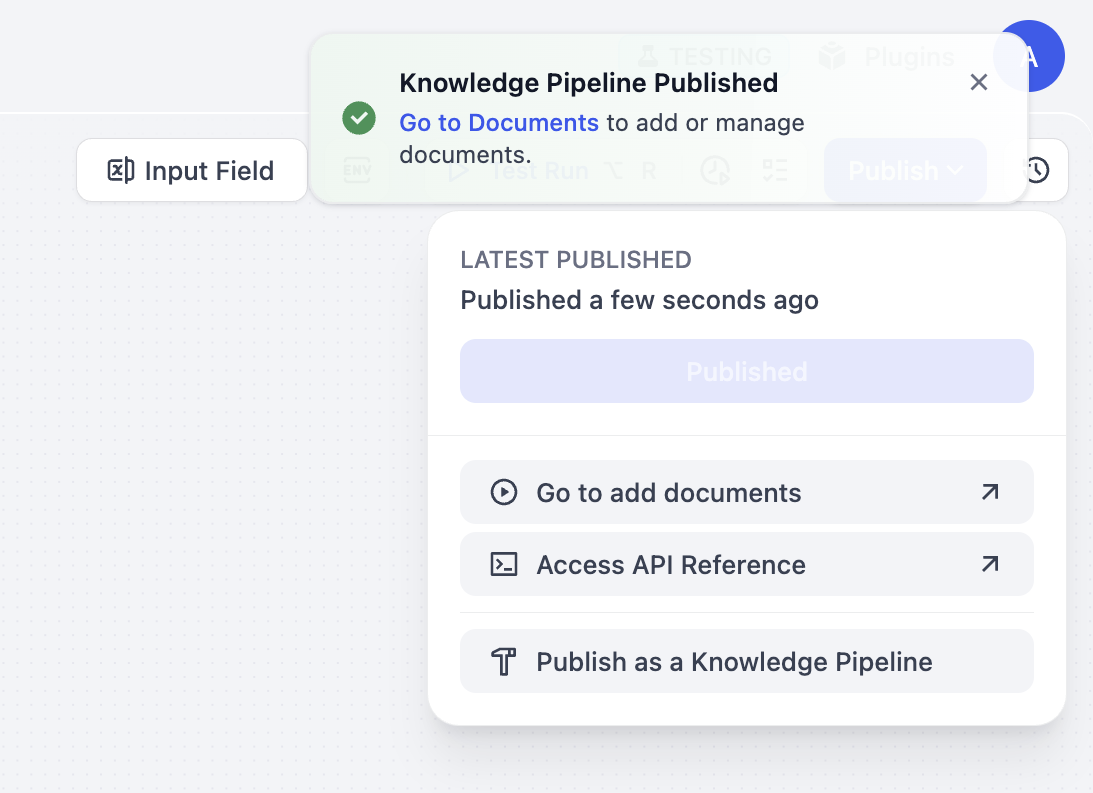 TESTING
Plugins
A
Knowledge Pipeline Published
Go to Documents to add or manage
documents.
Input Field
ENV
Test Run ⌥ R
Publish
LATEST PUBLISHED
Published a few seconds ago
Published
Go to add documents
Access API Reference
Publish as a Knowledge Pipeline